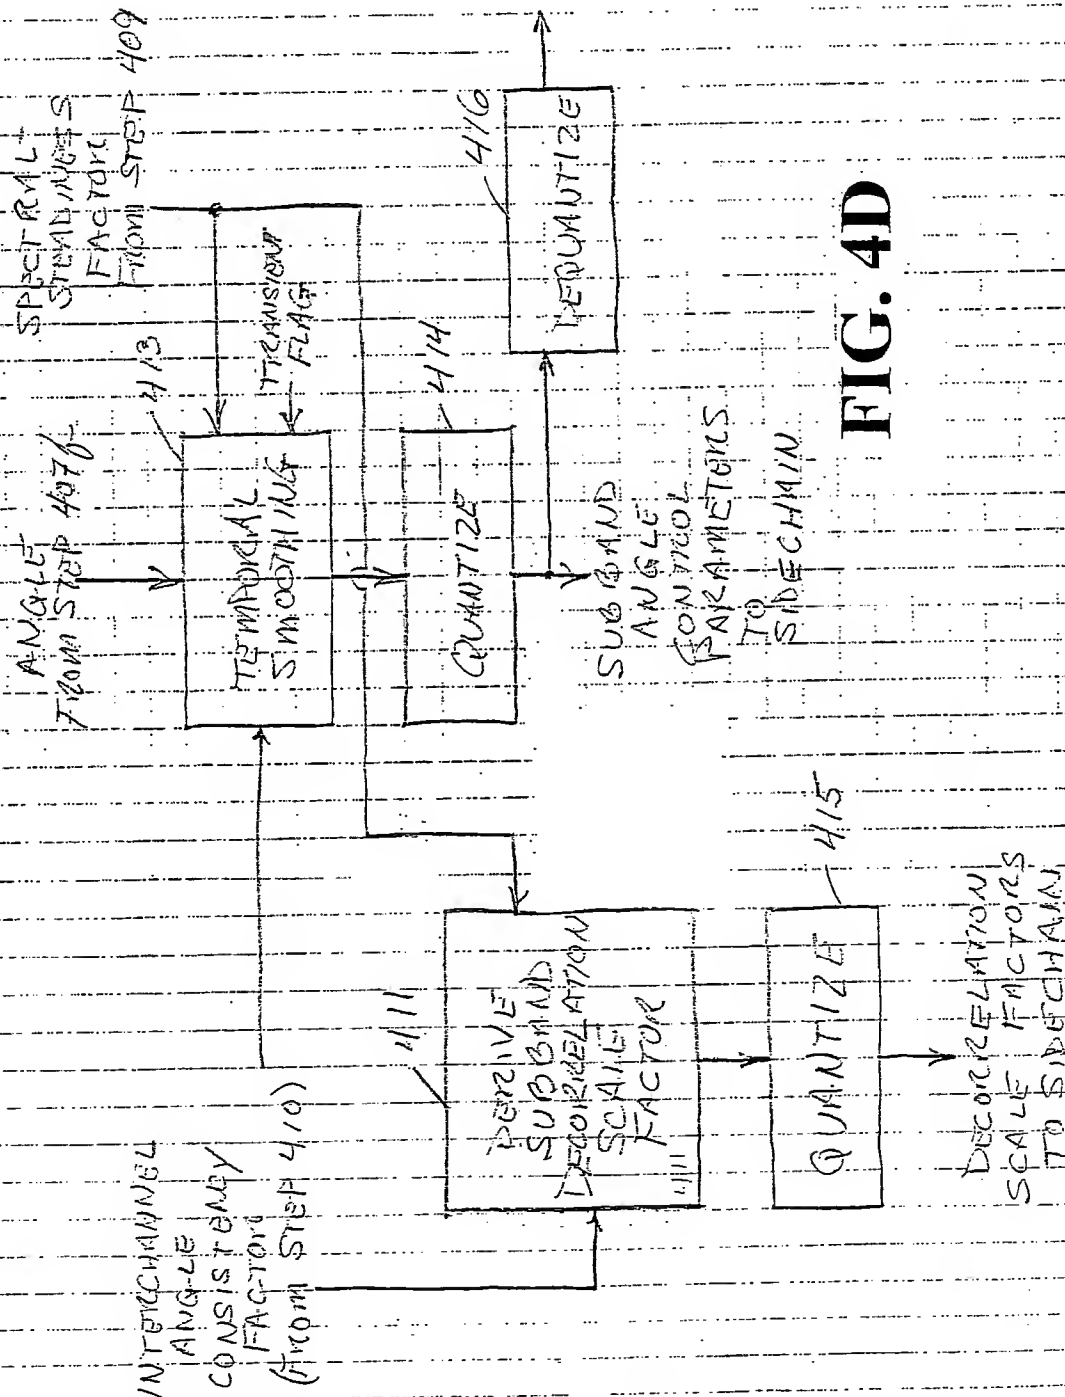 INTERCHANNEL
ANGLE
CONSISTENCY
FACTOR
(FROM STEP 410)
ANGLE
FROM STEP 407f
SPECTRAL-
STEADINESS
FACTOR
FROM STEP 409
413
TEMPORAL
SMOOTHING
TRANSIENT
FLAG
411
DERIVE
SUBBAND
DECORRELATION
SCALE
FACTOR
411
414
QUANTIZE
416
DEQUANTIZE
SUBBAND
ANGLE
CONTROL
PARAMETERS
TO
SIDECHAIN
415
QUANTIZE
DECORRELATION
SCALE FACTORS
TO SIDECHAIN
FIG. 4D